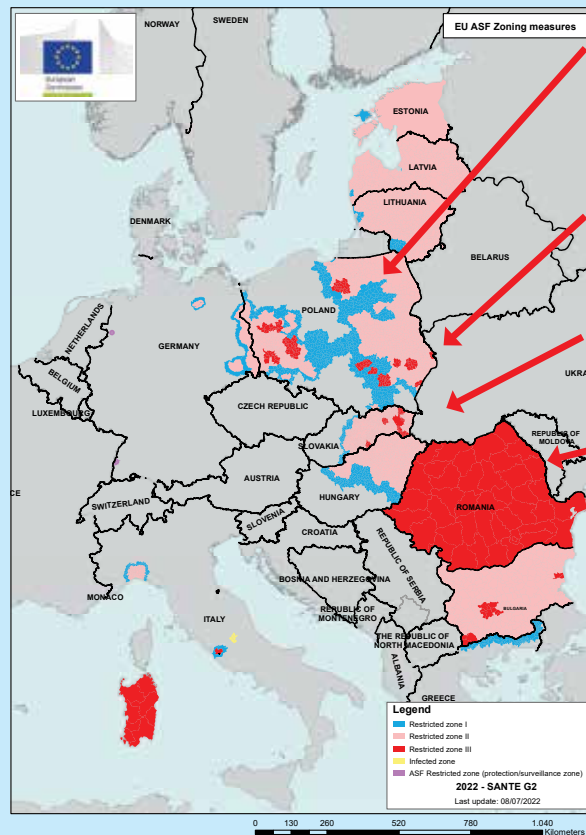 NORWAY
SWEDEN
EU ASF Zoning measures
European
Commission
ESTONIA
LATVIA
LITHUANIA
DENMARK
BELARUS
NETHERLANDS
POLAND
GERMANY
BELGIUM
LUXEMBOURG
UKRA
CZECH REPUBLIC
SLOVAKIA
REPUBLIC OF
MOLDOVA
AUSTRIA
HUNGARY
CE
SWITZERLAND
SLOVENIA
ROMANIA
CROATIA
REPUBLIC OF SERBIA
BOSNIA AND HERZEGOVINA
MONACO
REPUBLIC OF
MONTENEGRO
BULGARIA
ITALY
THE REPUBLIC OF
NORTH MACEDONIA
ALBANIA
GREECE
Legend
Restricted zone I
Restricted zone II
Restricted zone III
Infected zone
ASF Restricted zone (protection/surveillance zone)
2022 - SANTE G2
Last update: 08/07/2022
0 130 260 520 780 1.040
Kilometers